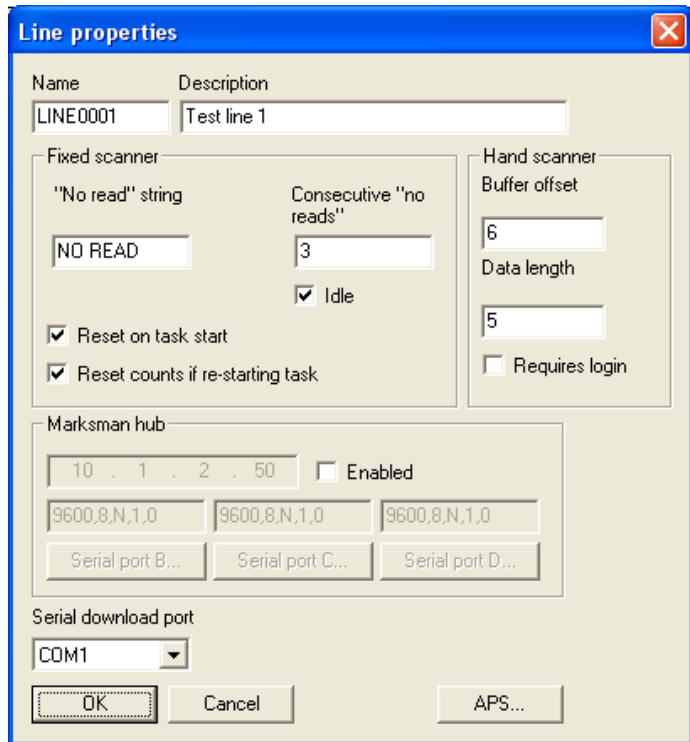 Line properties
Name Description
LINE0001 Test line 1
Fixed scanner
"No read" string
Consecutive "no
reads"
NO READ
3
Idle
Reset on task start
Reset counts if re-starting task
Hand scanner
Buffer offset
6
Data length
5
Requires login
Marksman hub
10 . 1 . 2 . 50 Enabled
9600,8,N,1,0 9600,8,N,1,0 9600,8,N,1,0
Serial port B... Serial port C... Serial port D...
Serial download port
COM1
OK Cancel APS...